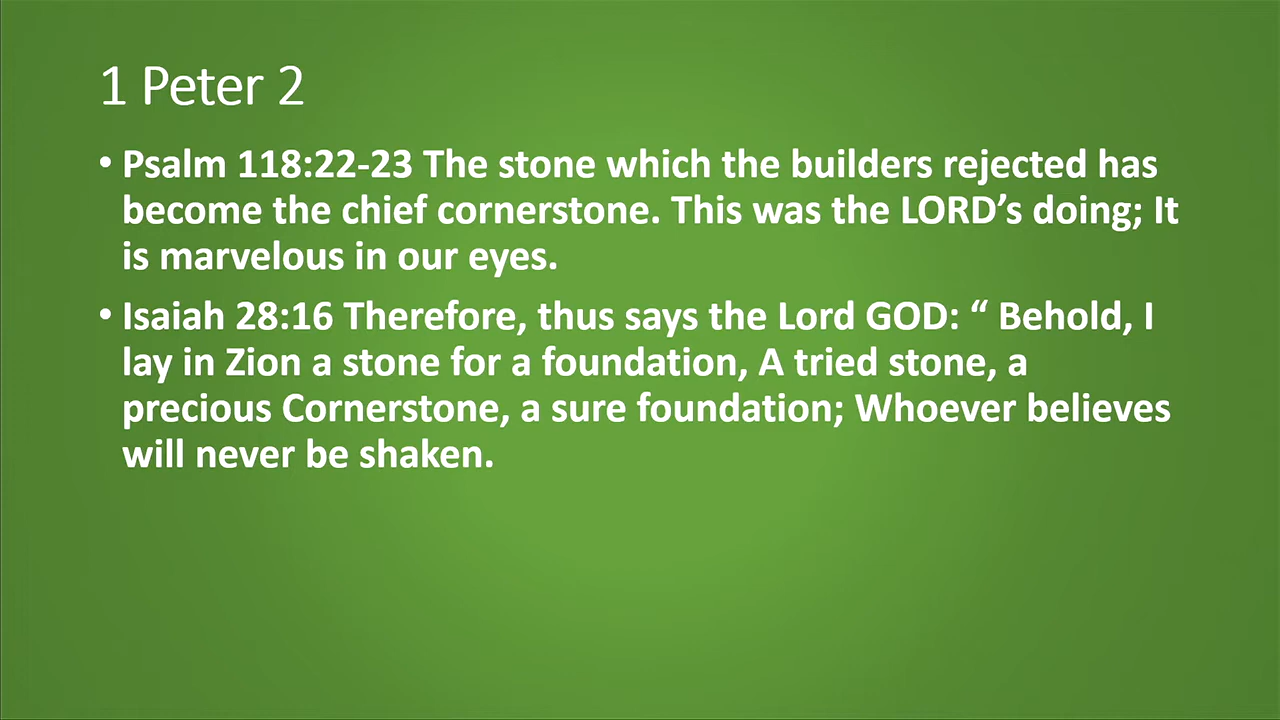 1 Peter 2
• Psalm 118:22-23 The stone which the builders rejected has
become the chief cornerstone. This was the LORD’s doing; It
is marvelous in our eyes.
• Isaiah 28:16 Therefore, thus says the Lord GOD: “ Behold, I
lay in Zion a stone for a foundation, A tried stone, a
precious Cornerstone, a sure foundation; Whoever believes
will never be shaken.